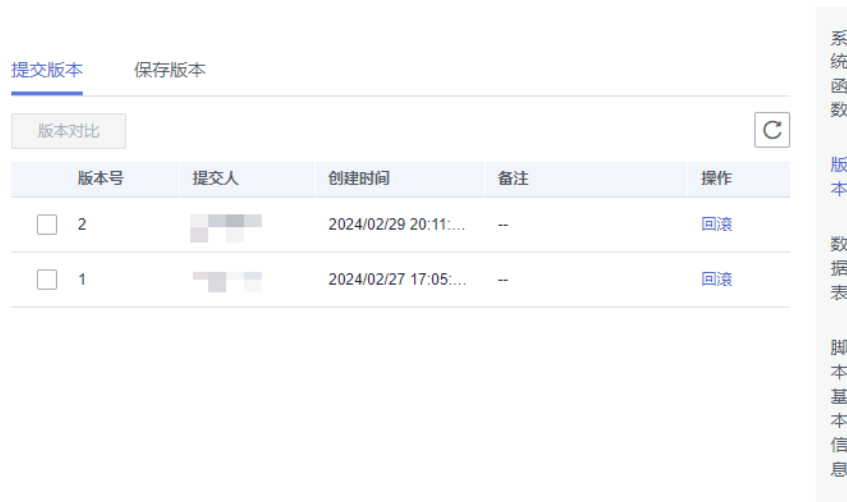 提交版本 保存版本
版本对比
版本号 提交人 创建时间 备注 操作
2 2024/02/29 20:11:... -- 回滚
1 2024/02/27 17:05:... -- 回滚
系统函数
版本
数据表
脚本基本信息